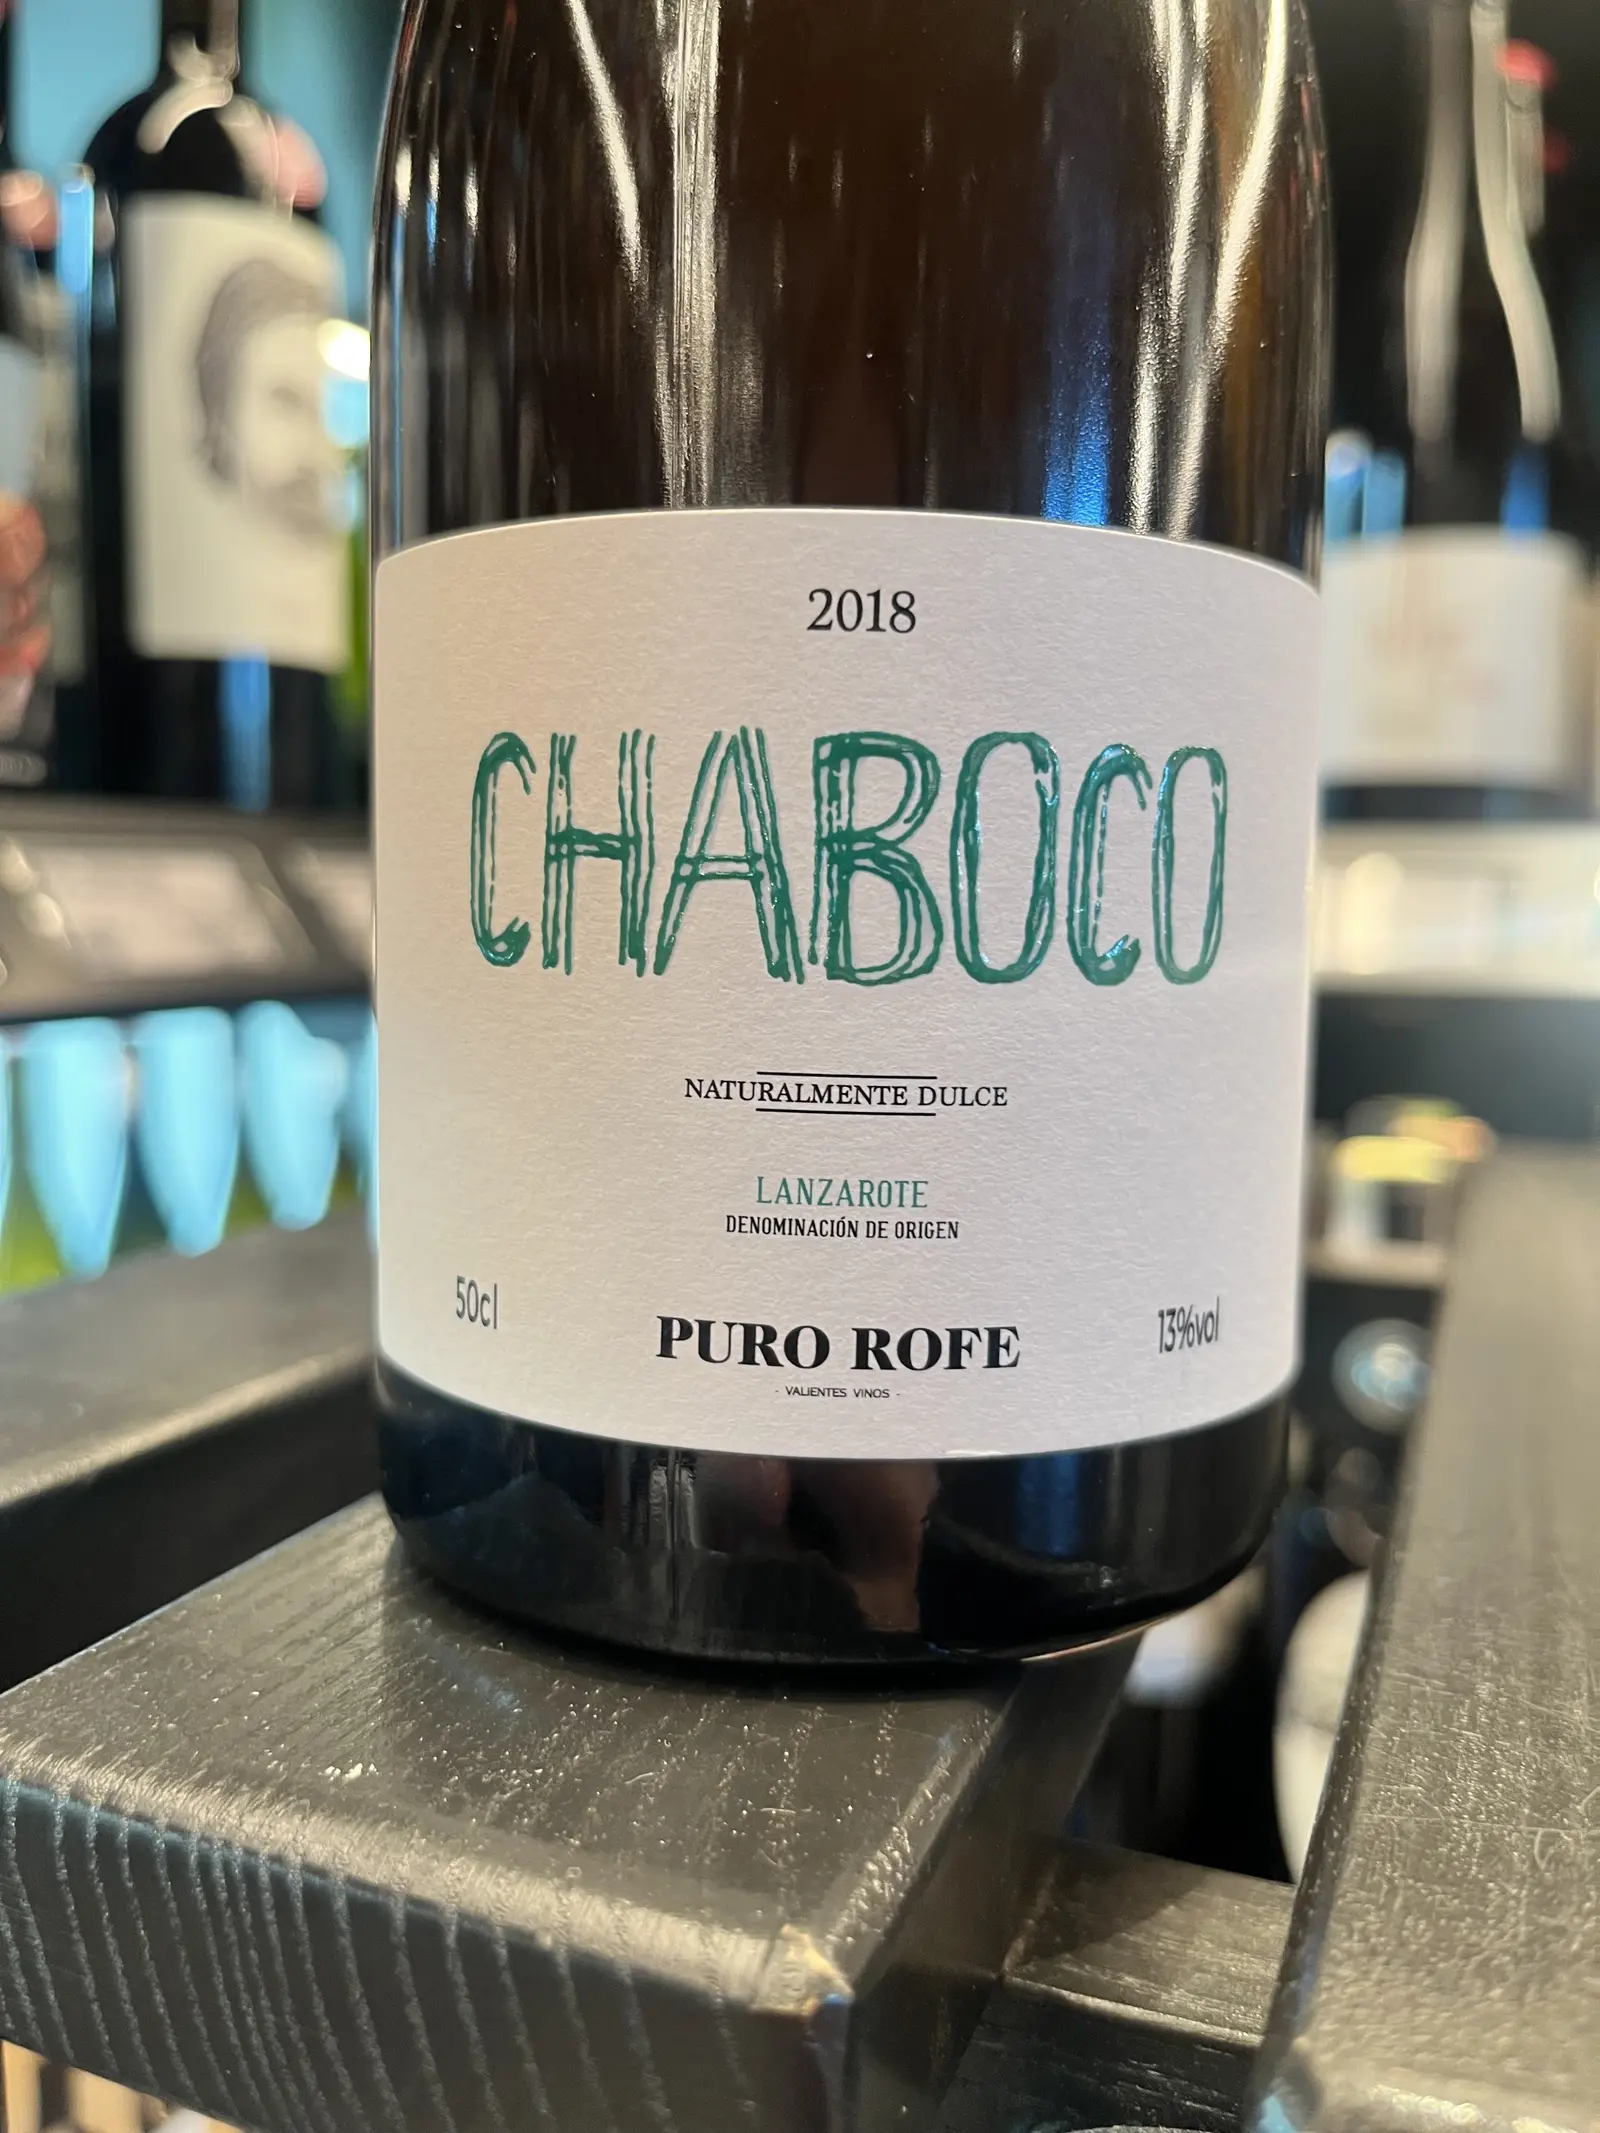 2018
CHABOCO
NATURALMENTE DULCE
LANZAROTE
DENOMINACIÓN DE ORIGEN
50cl
PURO ROFE
13%vol
- VALIENTES VINOS -